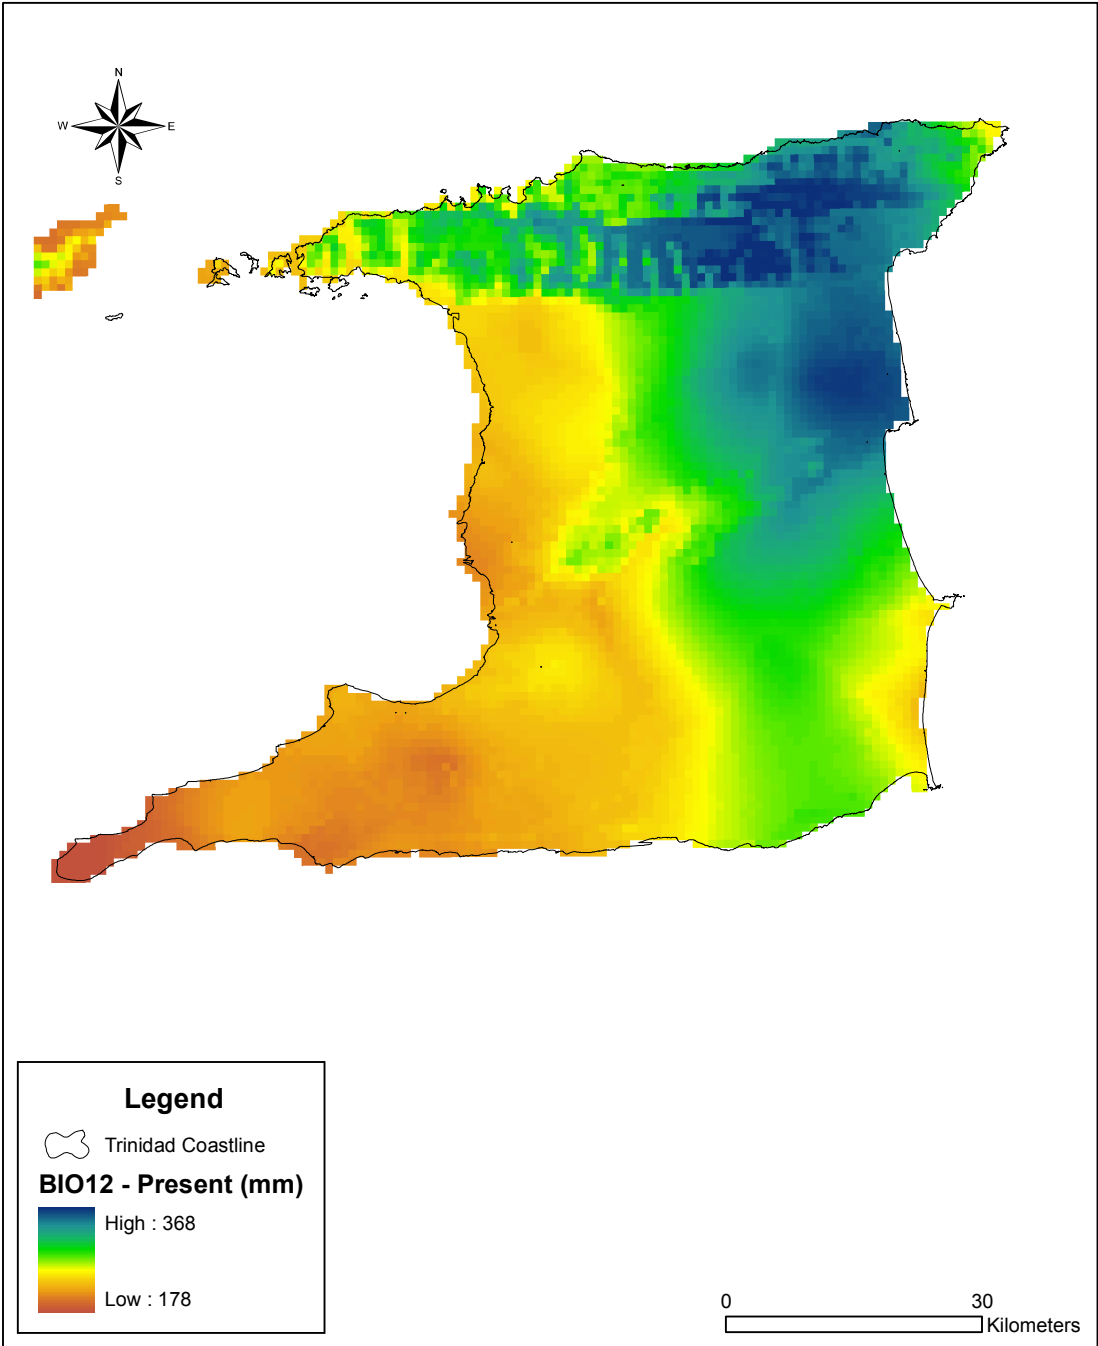 N
W E
S
Legend
Trinidad Coastline
BIO12 - Present (mm)
High : 368
Low : 178
0 30
Kilometers